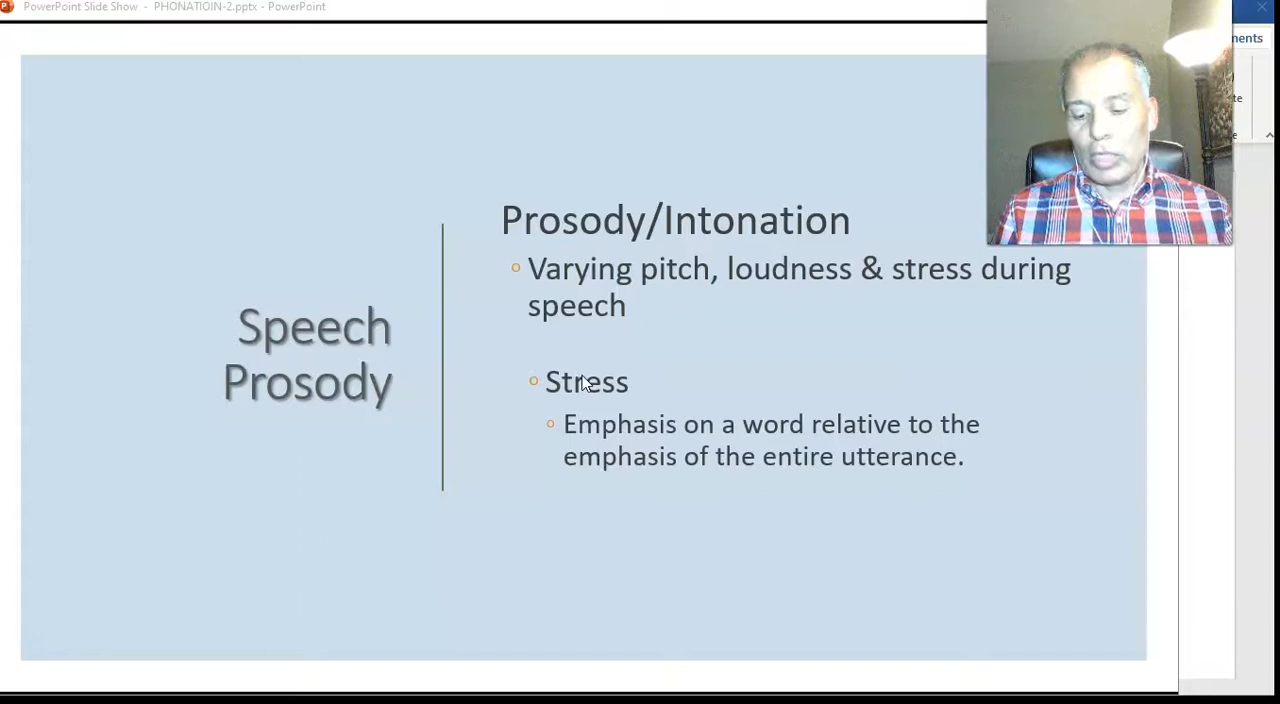 PowerPoint Slide Show - PHONATIOIN-2.pptx - PowerPoint
ments
te
e
Prosody/Intonation
Varying pitch, loudness & stress during
speech
Speech
Prosody
Stress
Emphasis on a word relative to the
emphasis of the entire utterance.